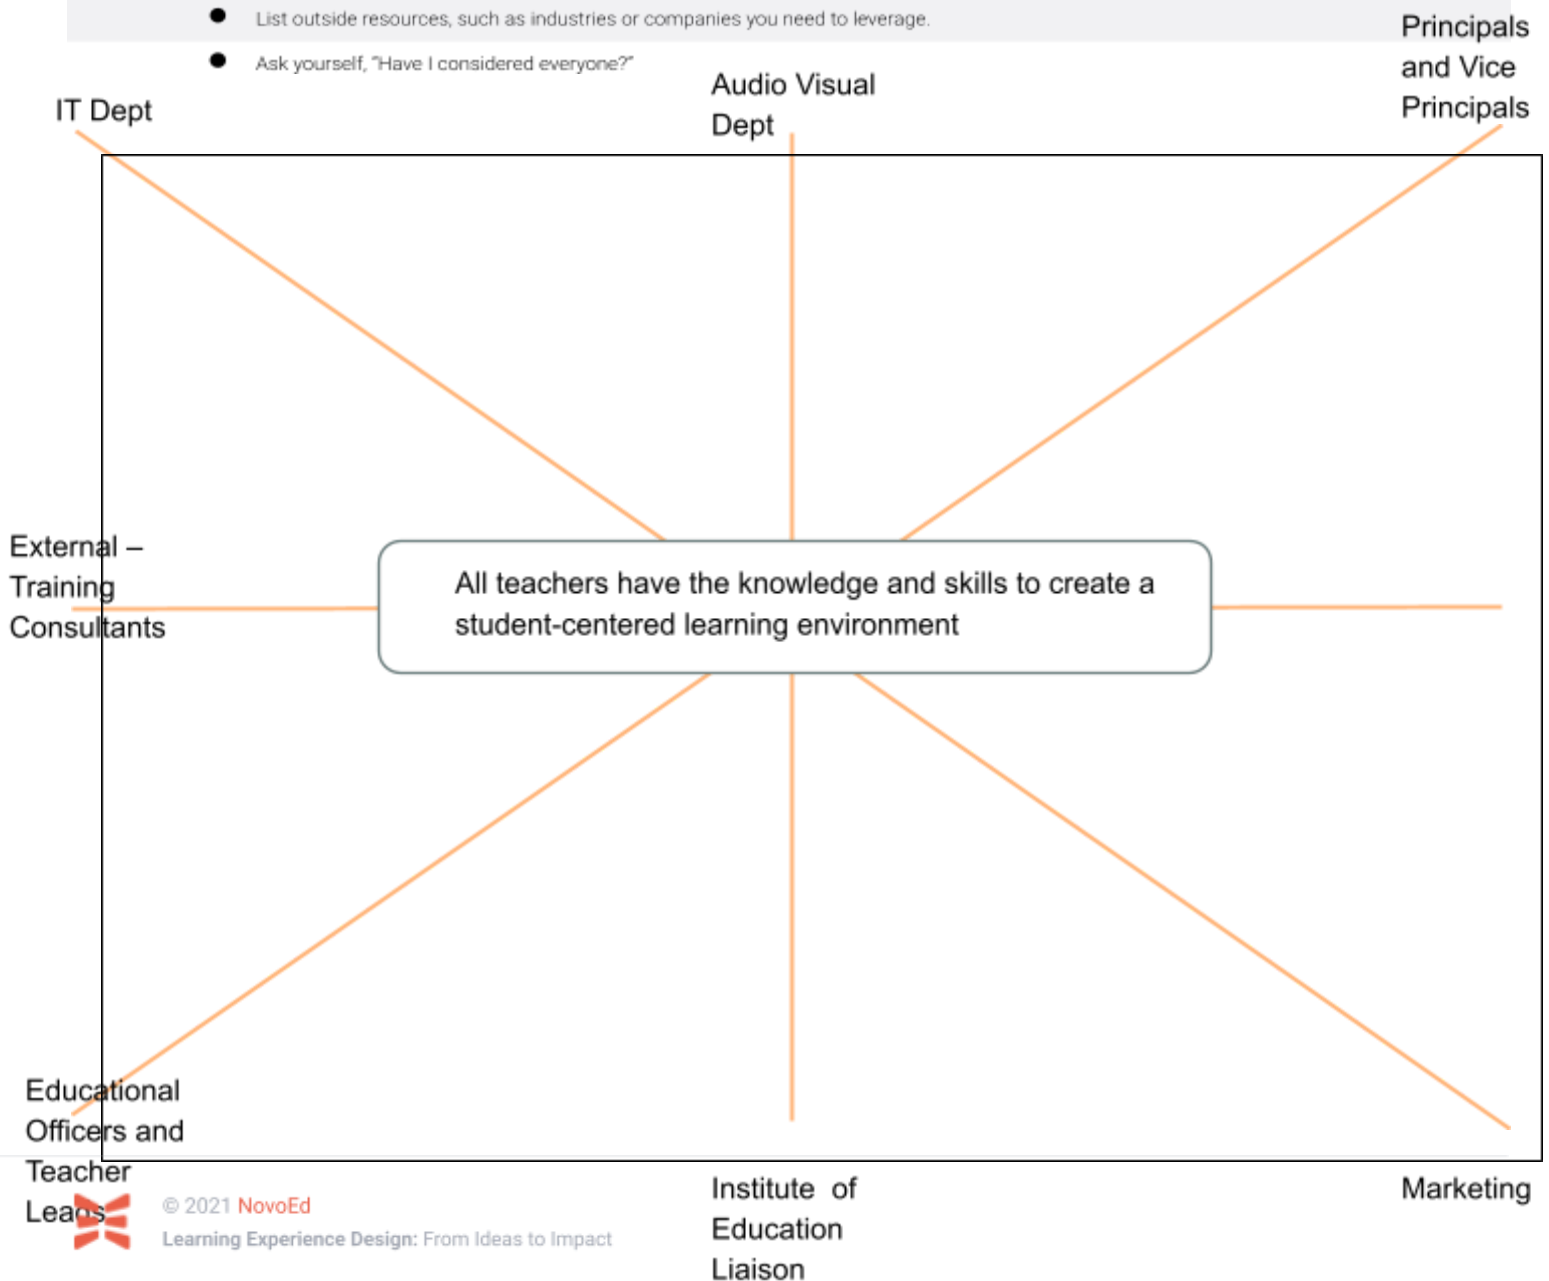 List outside resources, such as industries or companies you need to leverage.
Ask yourself, “Have I considered everyone?”
Principals
and Vice
Principals
Audio Visual
Dept
IT Dept
External –
Training
Consultants
All teachers have the knowledge and skills to create a
student-centered learning environment
Educational
Officers and
Teacher
Leads
Institute of
Education
Liaison
Marketing
© 2021 NovoEd
Learning Experience Design: From Ideas to Impact